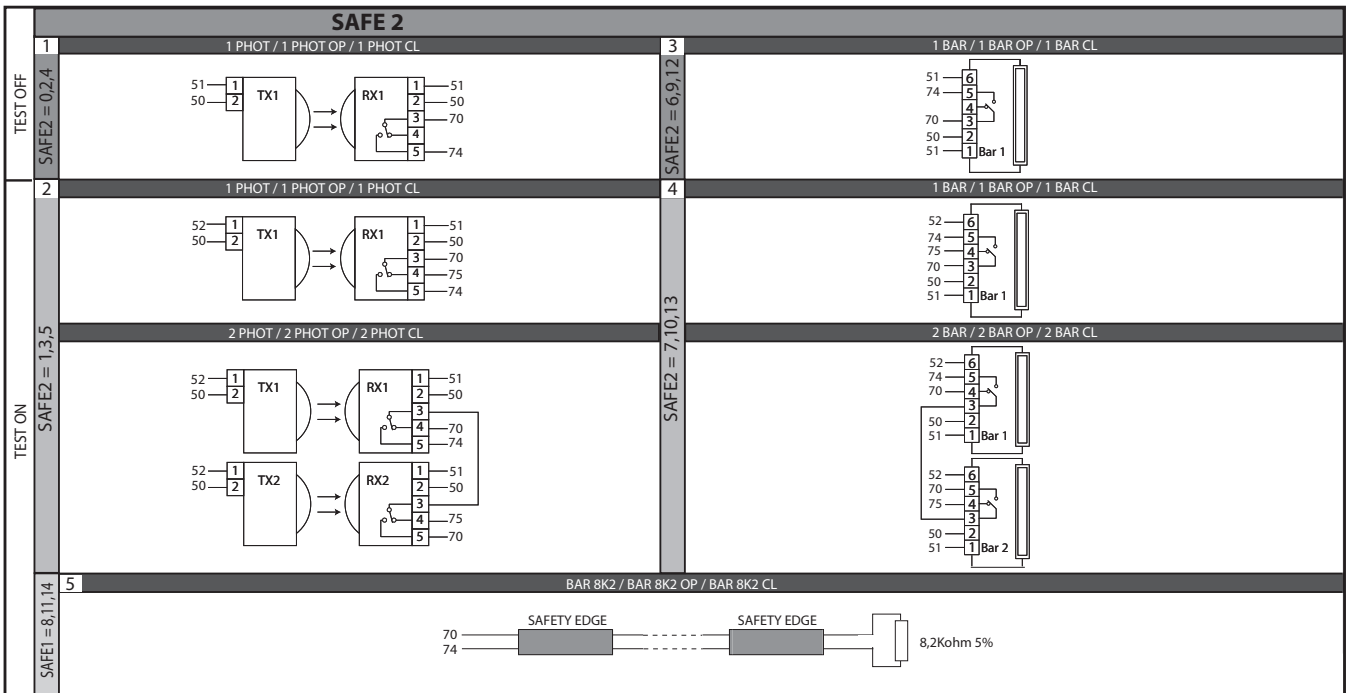 SAFE 2
TEST OFF
1
1 PHOT / 1 PHOT OP / 1 PHOT CL
SAFE2 = 0,2,4
51 1 TX1 RX1 1 51
50 2 2 50
3 70
4
5 74
3
1 BAR / 1 BAR OP / 1 BAR CL
SAFE2 = 6,9,12
51 6
74 5
4
70 3
50 2
51 1 Bar 1
TEST ON
2
1 PHOT / 1 PHOT OP / 1 PHOT CL
SAFE2 = 1,3,5
52 1 TX1 RX1 1 51
50 2 2 50
3 70
4 75
5 74
2 PHOT / 2 PHOT OP / 2 PHOT CL
52 1 TX1 RX1 1 51
50 2 2 50
3
4 70
5 74
52 1 TX2 RX2 1 51
50 2 2 50
3
4 75
5 70
4
1 BAR / 1 BAR OP / 1 BAR CL
SAFE2 = 7,10,13
52 6
74 5
75 4
70 3
50 2
51 1 Bar 1
2 BAR / 2 BAR OP / 2 BAR CL
52 6
74 5
70 4
3
50 2
51 1 Bar 1
52 6
70 5
75 4
3
50 2
51 1 Bar 2
5
BAR 8K2 / BAR 8K2 OP / BAR 8K2 CL
SAFE1 = 8,11,14
SAFETY EDGE SAFETY EDGE
70
74
8,2Kohm 5%